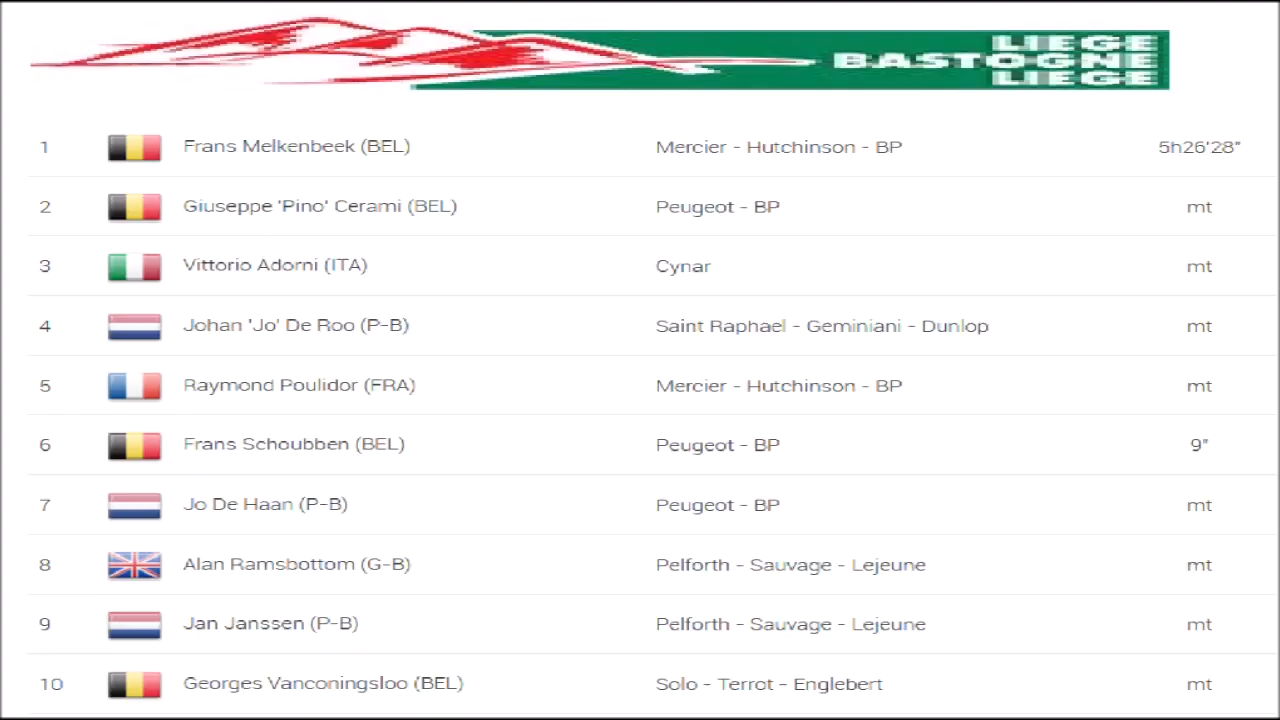 LIEGE
BASTOGNE
LIEGE
1 Frans Melkenbeek (BEL) Mercier - Hutchinson - BP 5h26'28"
2 Giuseppe 'Pino' Cerami (BEL) Peugeot - BP mt
3 Vittorio Adorni (ITA) Cynar mt
4 Johan 'Jo' De Roo (P-B) Saint Raphael - Geminiani - Dunlop mt
5 Raymond Poulidor (FRA) Mercier - Hutchinson - BP mt
6 Frans Schoubben (BEL) Peugeot - BP 9"
7 Jo De Haan (P-B) Peugeot - BP mt
8 Alan Ramsbottom (G-B) Pelforth - Sauvage - Lejeune mt
9 Jan Janssen (P-B) Pelforth - Sauvage - Lejeune mt
10 Georges Vanconingsloo (BEL) Solo - Terrot - Englebert mt